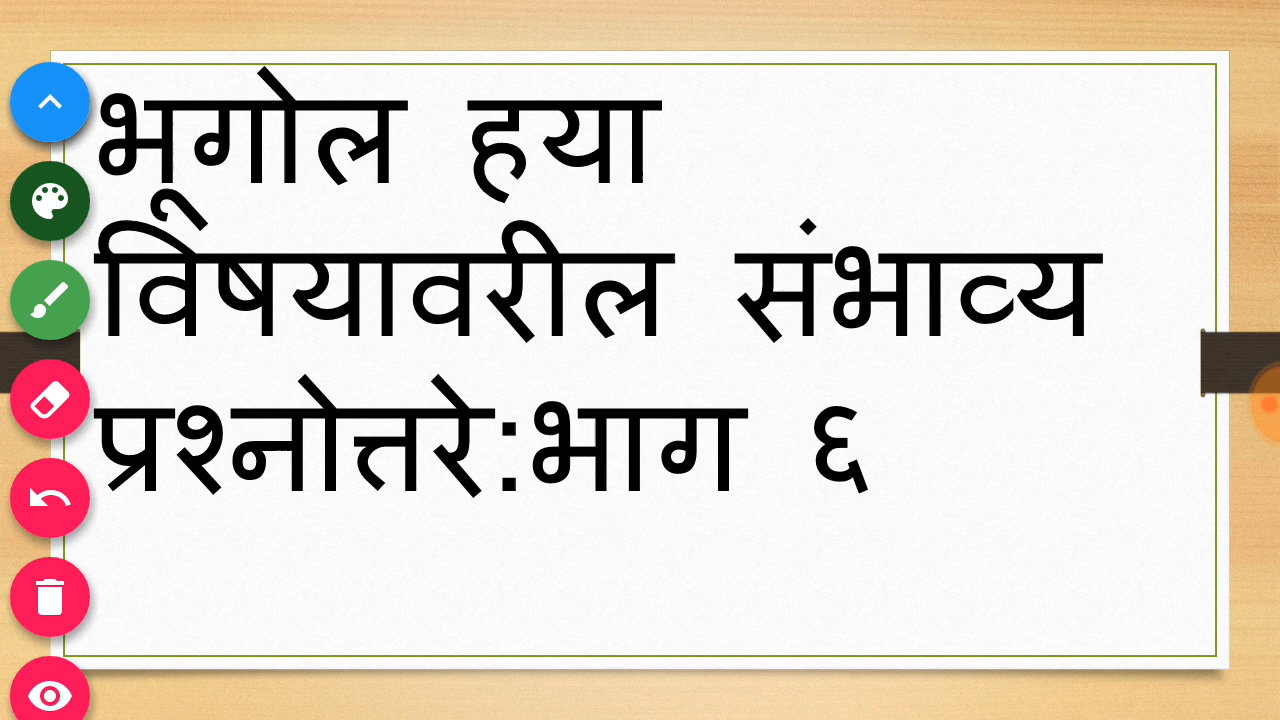 भूगोल हया
विषयावरील संभाव्य
प्रश्नोत्तरे:भाग ६